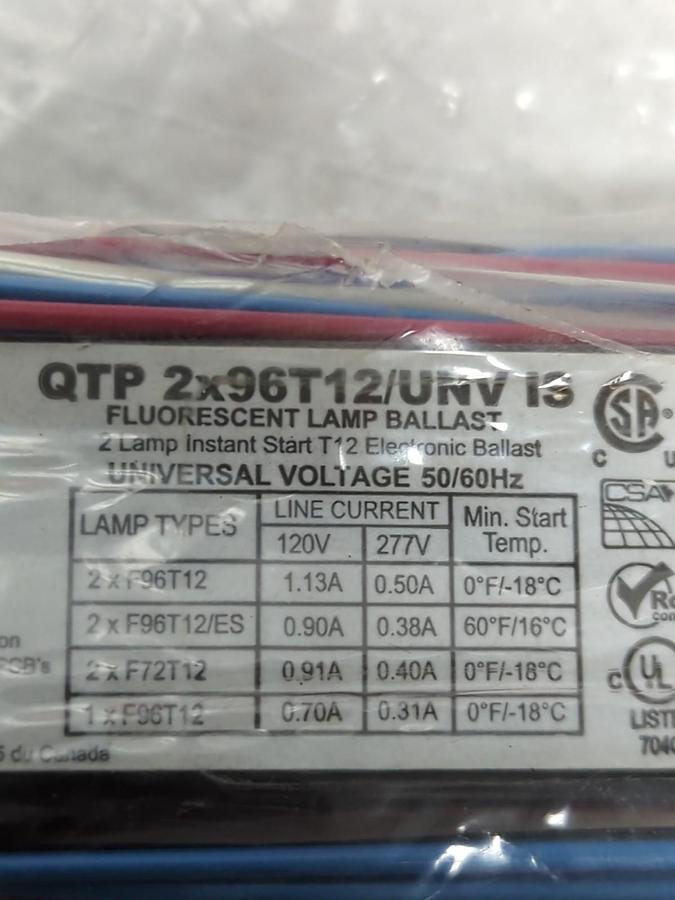 QTP 2x96T12/UNV IS
FLUORESCENT LAMP BALLAST
2 Lamp Instant Start T12 Electronic Ballast
UNIVERSAL VOLTAGE 50/60Hz
LAMP TYPES LINE CURRENT Min. Start Temp.
120V 277V
2 x F96T12 1.13A 0.50A 0°F/-18°C
2 x F96T12/ES 0.90A 0.38A 60°F/16°C
2 x F72T12 0.91A 0.40A 0°F/-18°C
1 x F96T12 0.70A 0.31A 0°F/-18°C
du Canada
SA ®
C
CSA
C UL